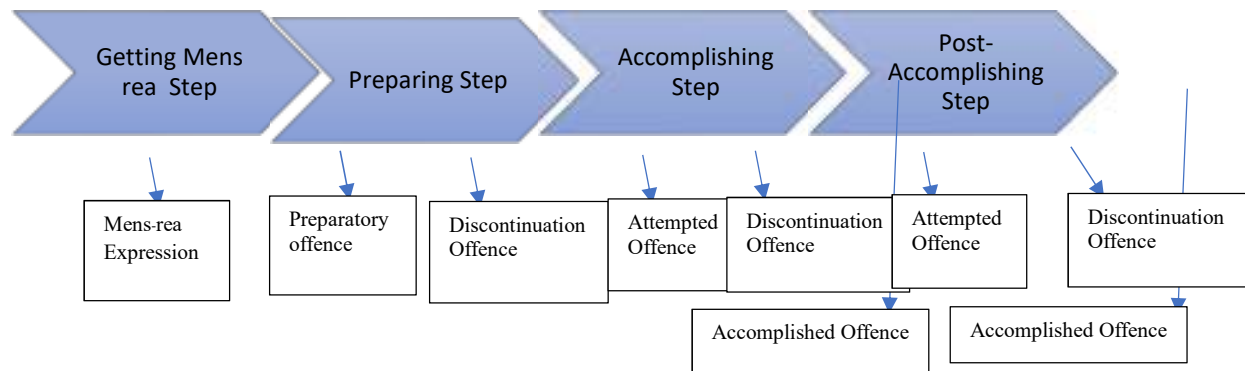 Getting Mens
rea Step
Preparing Step
Accomplishing
Step
Post-
Accomplishing
Step
Mens-rea
Expression
Preparatory
offence
Discontinuation
Offence
Attempted
Offence
Discontinuation
Offence
Attempted
Offence
Discontinuation
Offence
Accomplished Offence
Accomplished Offence